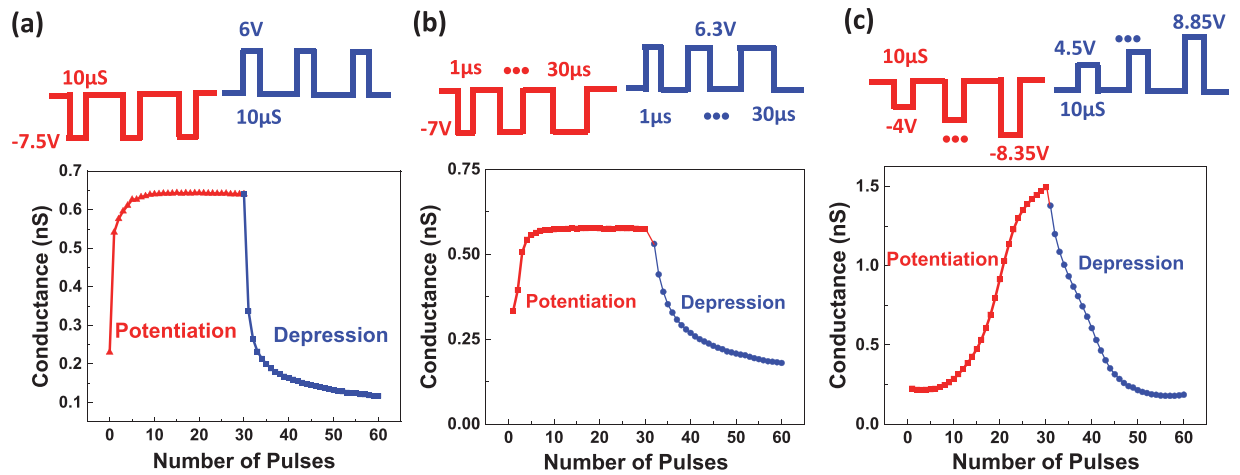 (a)
6V
10µS
10µS
-7.5V
0.7
0.6
0.5
0.4
0.3
0.2
0.1
Conductance (nS)
Potentiation
Depression
0 10 20 30 40 50 60
Number of Pulses
(b)
6.3V
1µs ••• 30µs
-7V
1µs ••• 30µs
0.75
0.50
0.25
0.00
Conductance (nS)
Potentiation
Depression
0 10 20 30 40 50 60
Number of Pulses
(c)
8.85V
4.5V •••
10µS
10µS
-4V
•••
-8.35V
1.5
1.0
0.5
0.0
Conductance (nS)
Potentiation
Depression
0 10 20 30 40 50 60
Number of Pulses